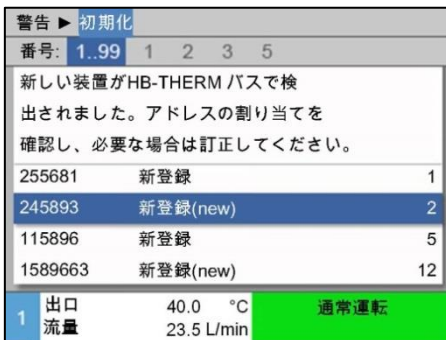 警告 ▶ 初期化
番号: 1..99 1 2 3 5
新しい装置がHB-THERM バスで検
出されました。アドレスの割り当てを
確認し、必要な場合は訂正してください。
255681 新登録 1
245893 新登録(new) 2
115896 新登録 5
1589663 新登録(new) 12
1 出口 40.0 °C 通常運転
流量 23.5 L/min